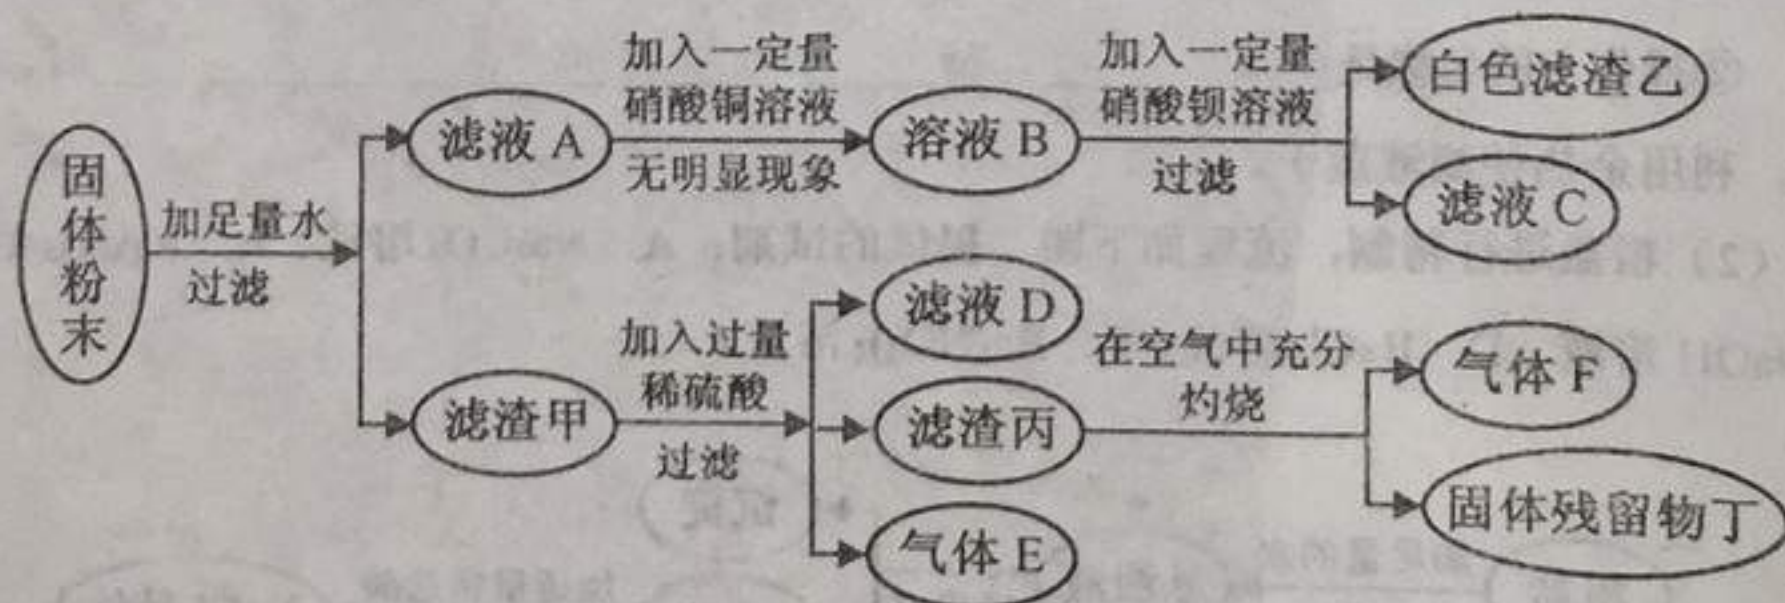 固体粉末
加足量水
过滤
滤液 A
加入一定量
硝酸铜溶液
无明显现象
溶液 B
加入一定量
硝酸钡溶液
过滤
白色滤渣乙
滤液 C
滤渣甲
加入过量
稀硫酸
过滤
滤液 D
滤渣丙
气体 E
在空气中充分
灼烧
气体 F
固体残留物丁